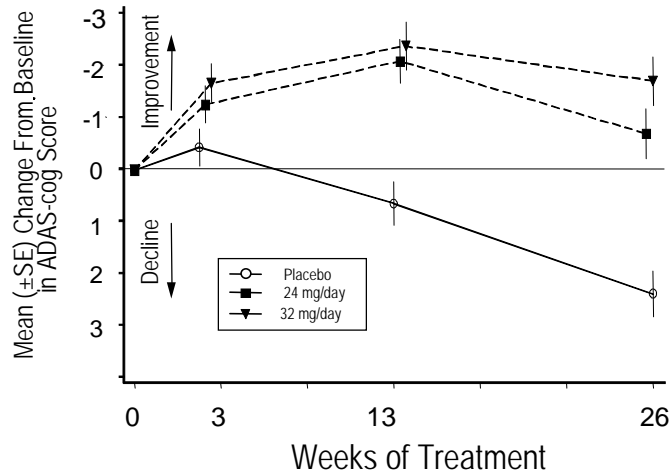 Mean (±SE) Change From Baseline
in ADAS-cog Score
Improvement
Decline
-3
-2
-1
0
1
2
3
Placebo
24 mg/day
32 mg/day
0
3
13
26
Weeks of Treatment